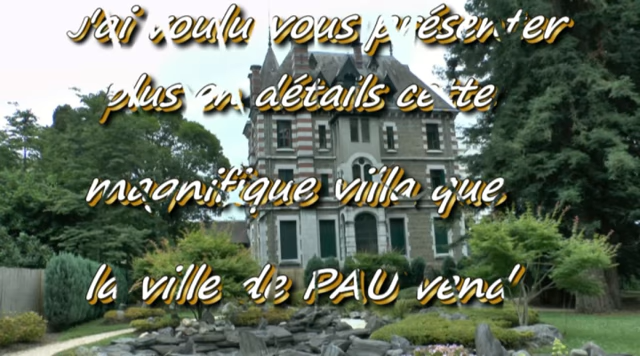 J'ai voulu vous présenter
plus en détails cette
magnifique villa que
la ville de PAU vend